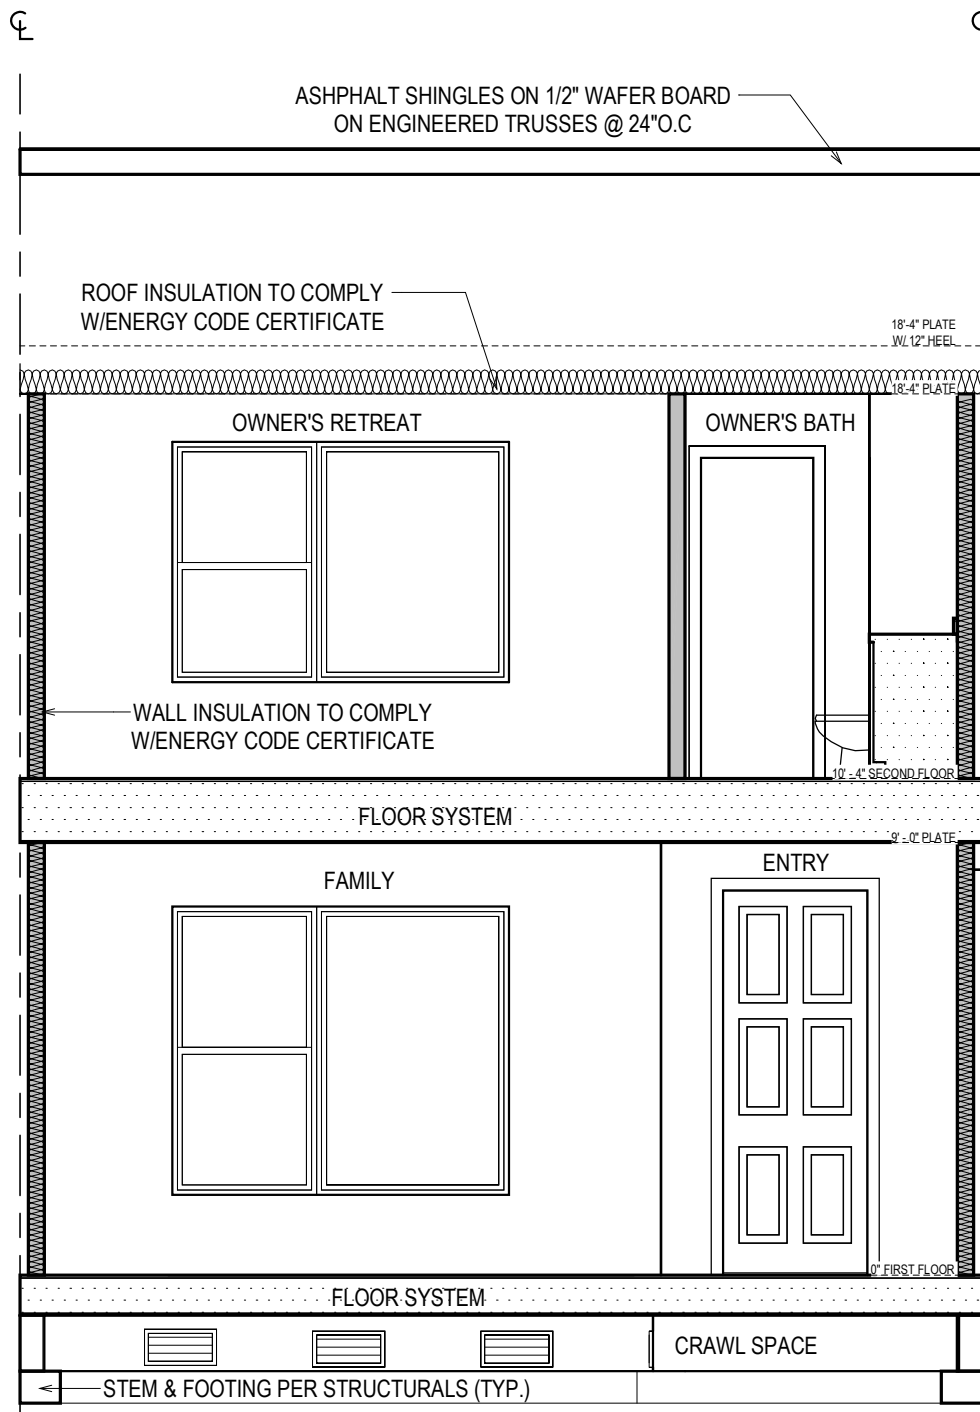 ASHPHALT SHINGLES ON 1/2" WAFER BOARD
ON ENGINEERED TRUSSES @ 24"O.C
ROOF INSULATION TO COMPLY
W/ENERGY CODE CERTIFICATE
18'-4" PLATE
W/ 12" HEEL
18'-4" PLATE
OWNER'S RETREAT
OWNER'S BATH
WALL INSULATION TO COMPLY
W/ENERGY CODE CERTIFICATE
10' - 4" SECOND FLOOR
FLOOR SYSTEM
9' - 0" PLATE
FAMILY
ENTRY
0" FIRST FLOOR
FLOOR SYSTEM
CRAWL SPACE
STEM & FOOTING PER STRUCTURALS (TYP.)